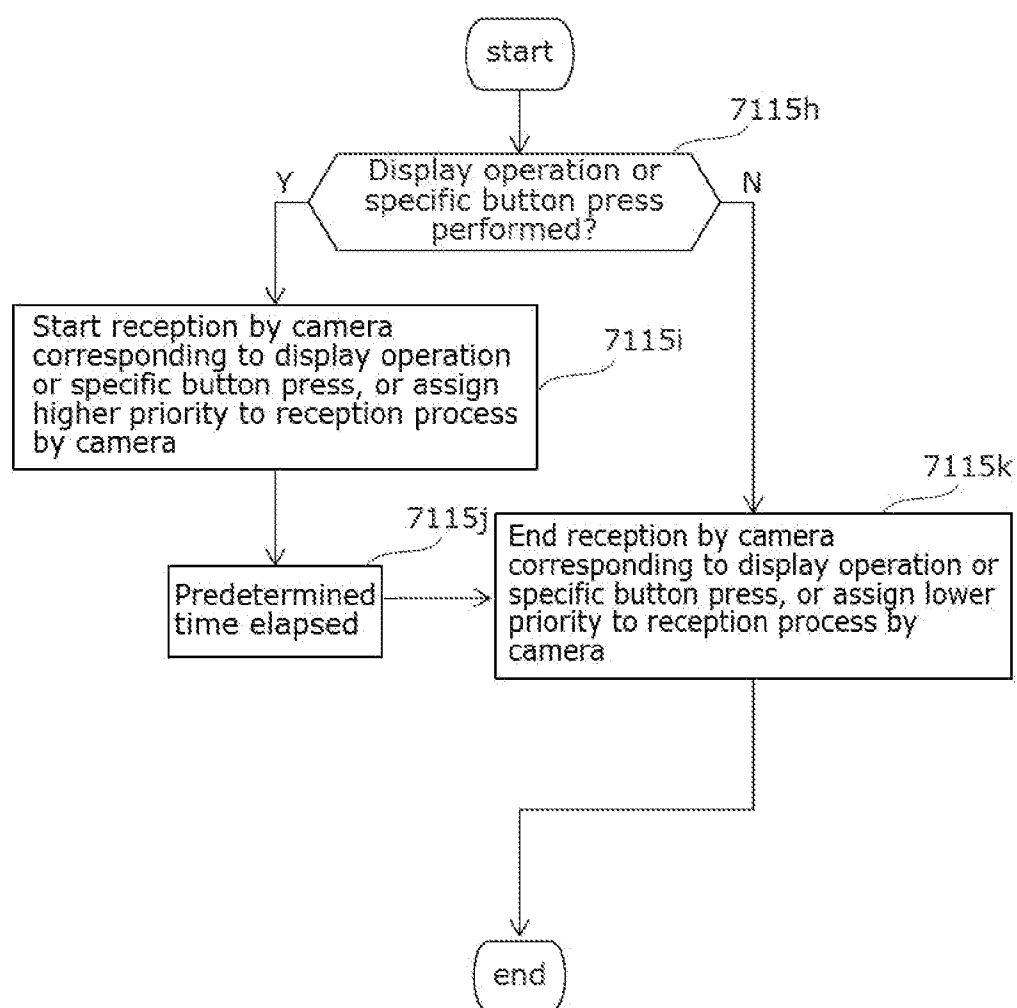 start
7115h
Display operation or
specific button press
performed?
Y
N
Start reception by camera
corresponding to display operation
or specific button press, or assign
higher priority to reception process
by camera
7115i
7115j
Predetermined
time elapsed
7115k
End reception by camera
corresponding to display operation or
specific button press, or assign lower
priority to reception process by
camera
end